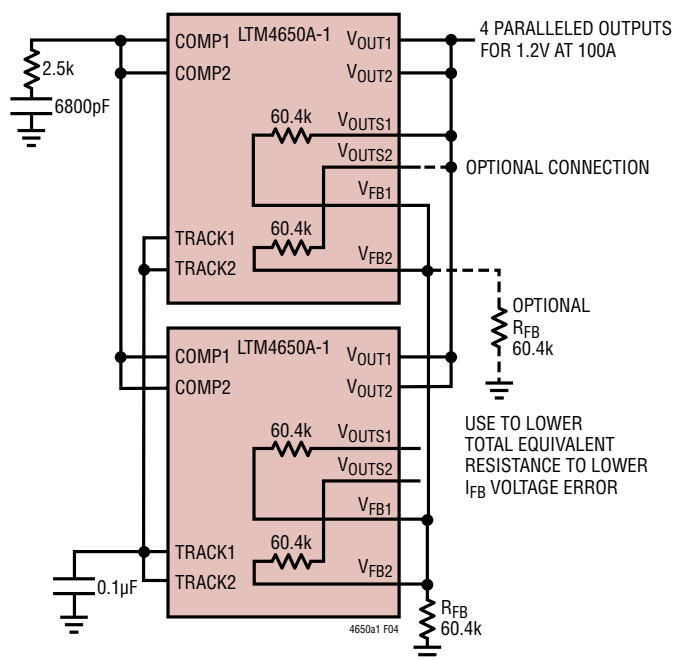 LTM4650A-1
COMP1
COMP2
VOUT1
VOUT2
4 PARALLELED OUTPUTS
FOR 1.2V AT 100A
2.5k
6800pF
60.4k
VOUTS1
VOUTS2
OPTIONAL CONNECTION
VFB1
60.4k
TRACK1
TRACK2
VFB2
OPTIONAL
RFB
60.4k
LTM4650A-1
COMP1
COMP2
VOUT1
VOUT2
USE TO LOWER
TOTAL EQUIVALENT
RESISTANCE TO LOWER
IFB VOLTAGE ERROR
60.4k
VOUTS1
VOUTS2
VFB1
60.4k
TRACK1
TRACK2
VFB2
0.1µF
RFB
60.4k
4650a1 F04